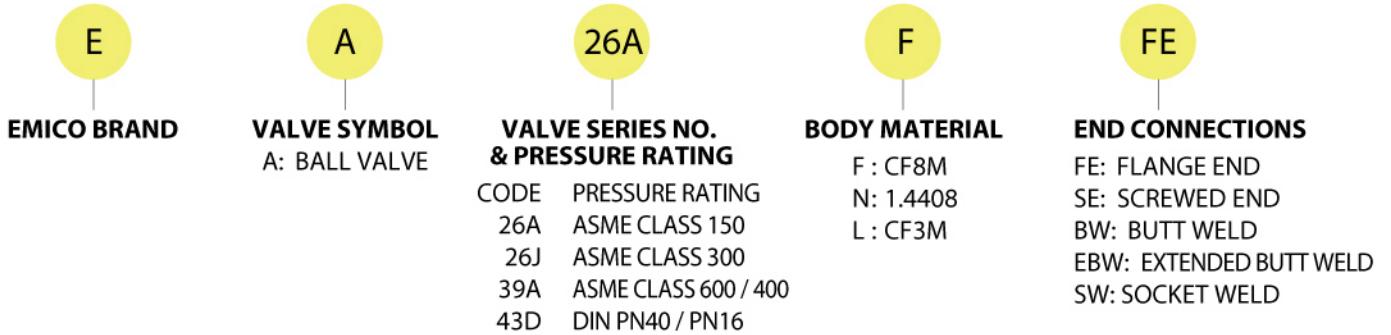 E
A
26A
F
FE
EMICO BRAND
VALVE SYMBOL
A: BALL VALVE
VALVE SERIES NO.
& PRESSURE RATING
CODE PRESSURE RATING
26A ASME CLASS 150
26J ASME CLASS 300
39A ASME CLASS 600 / 400
43D DIN PN40 / PN16
BODY MATERIAL
F : CF8M
N: 1.4408
L : CF3M
END CONNECTIONS
FE: FLANGE END
SE: SCREWED END
BW: BUTT WELD
EBW: EXTENDED BUTT WELD
SW: SOCKET WELD